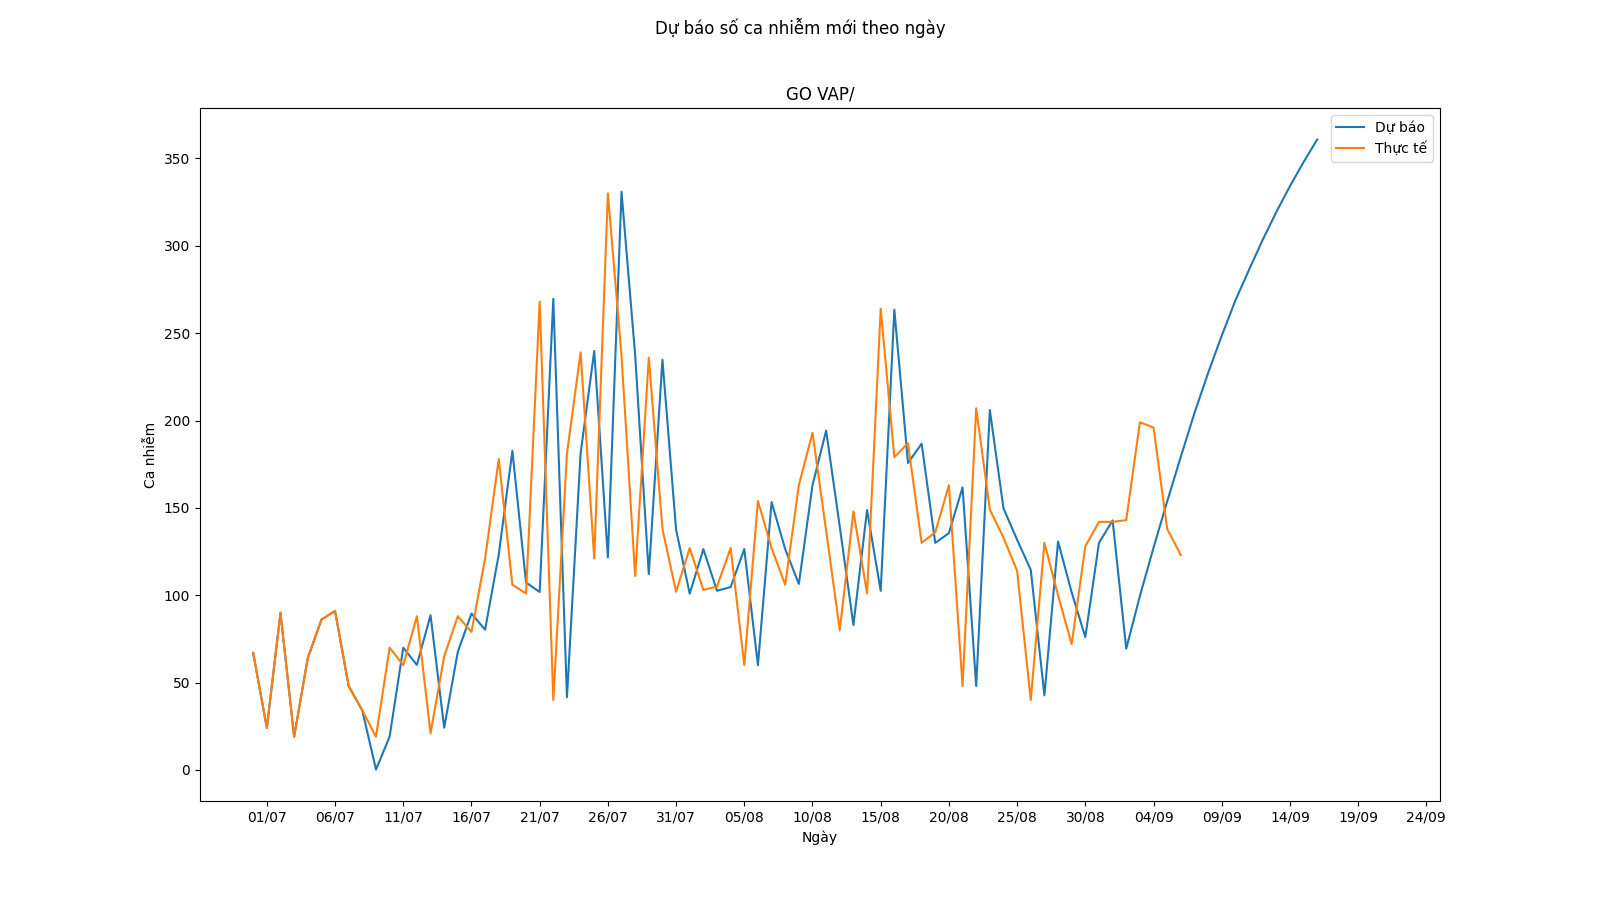 Dự báo số ca nhiễm mới theo ngày
GO VAP/
Dự báo
Thực tế
350
300
250
200
150
100
50
0
Ca nhiễm
01/07 06/07 11/07 16/07 21/07 26/07 31/07 05/08 10/08 15/08 20/08 25/08 30/08 04/09 09/09 14/09 19/09 24/09
Ngày